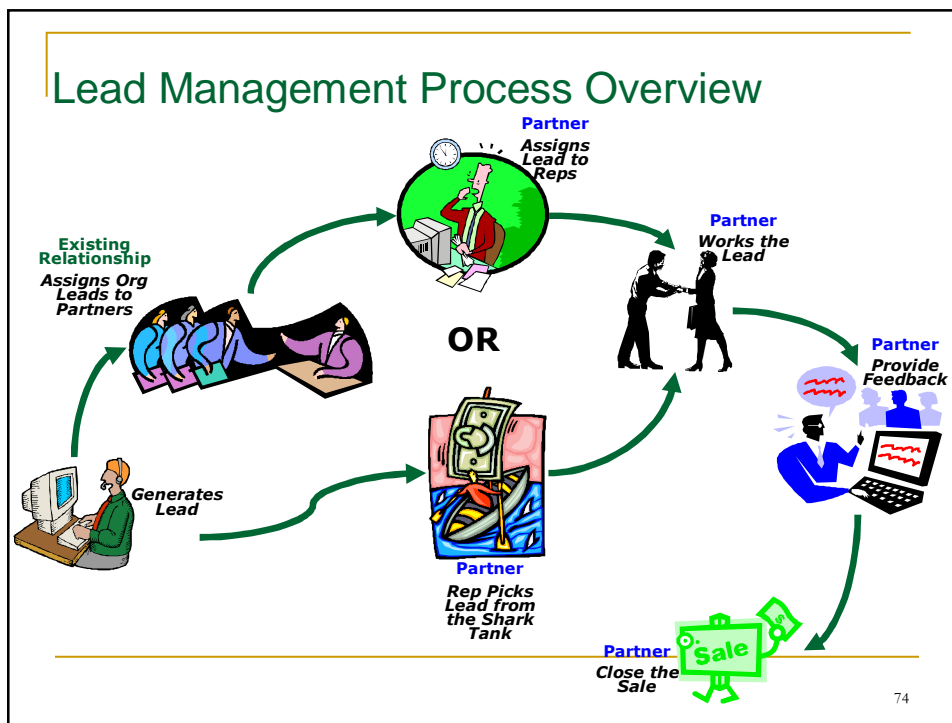 Lead Management Process Overview
Partner
Assigns
Lead to
Reps
Existing
Relationship
Assigns Org
Leads to
Partners
Partner
Works the
Lead
OR
Partner
Provide
Feedback
Generates
Lead
Partner
Rep Picks
Lead from
the Shark
Tank
$
Sale
Partner
Close the
Sale
74